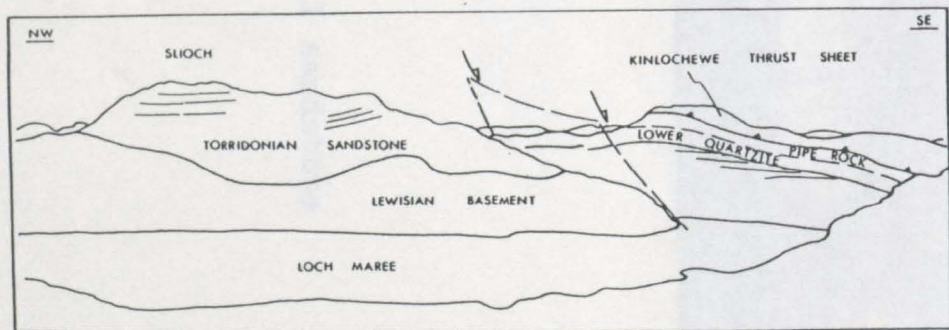 NW
SE
SLIOCH
KINLOCHEWE THRUST SHEET
TORRIDONIAN SANDSTONE
LOWER QUARTZITE PIPE ROCK
LEWISIAN BASEMENT
LOCH MAREE